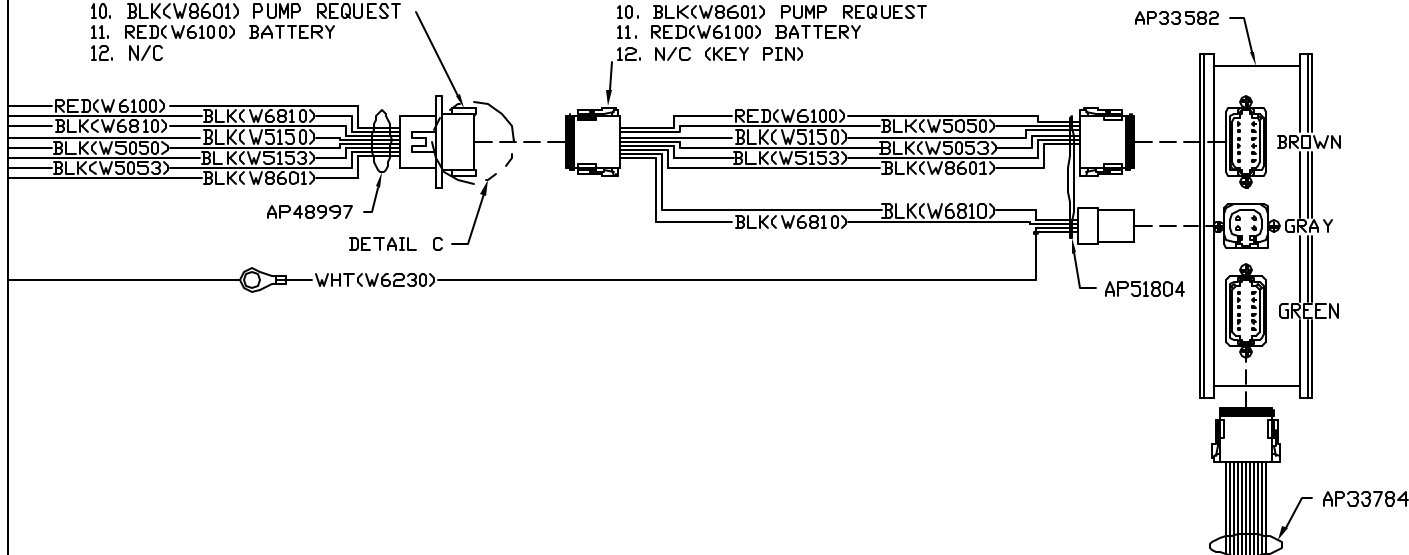 10. BLK(W8601) PUMP REQUEST
11. RED(W6100) BATTERY
12. N/C
10. BLK(W8601) PUMP REQUEST
11. RED(W6100) BATTERY
12. N/C (KEY PIN)
AP33582
RED(W6100)
BLK(W6810)
BLK(W6810)
BLK(W5150)
BLK(W5050)
BLK(W5153)
BLK(W5053)
BLK(W8601)
AP48997
DETAIL C
RED(W6100)
BLK(W5050)
BLK(W5150)
BLK(W5053)
BLK(W5153)
BLK(W8601)
BLK(W6810)
BLK(W6810)
WHT(W6230)
AP51804
BROWN
GRAY
GREEN
AP33784